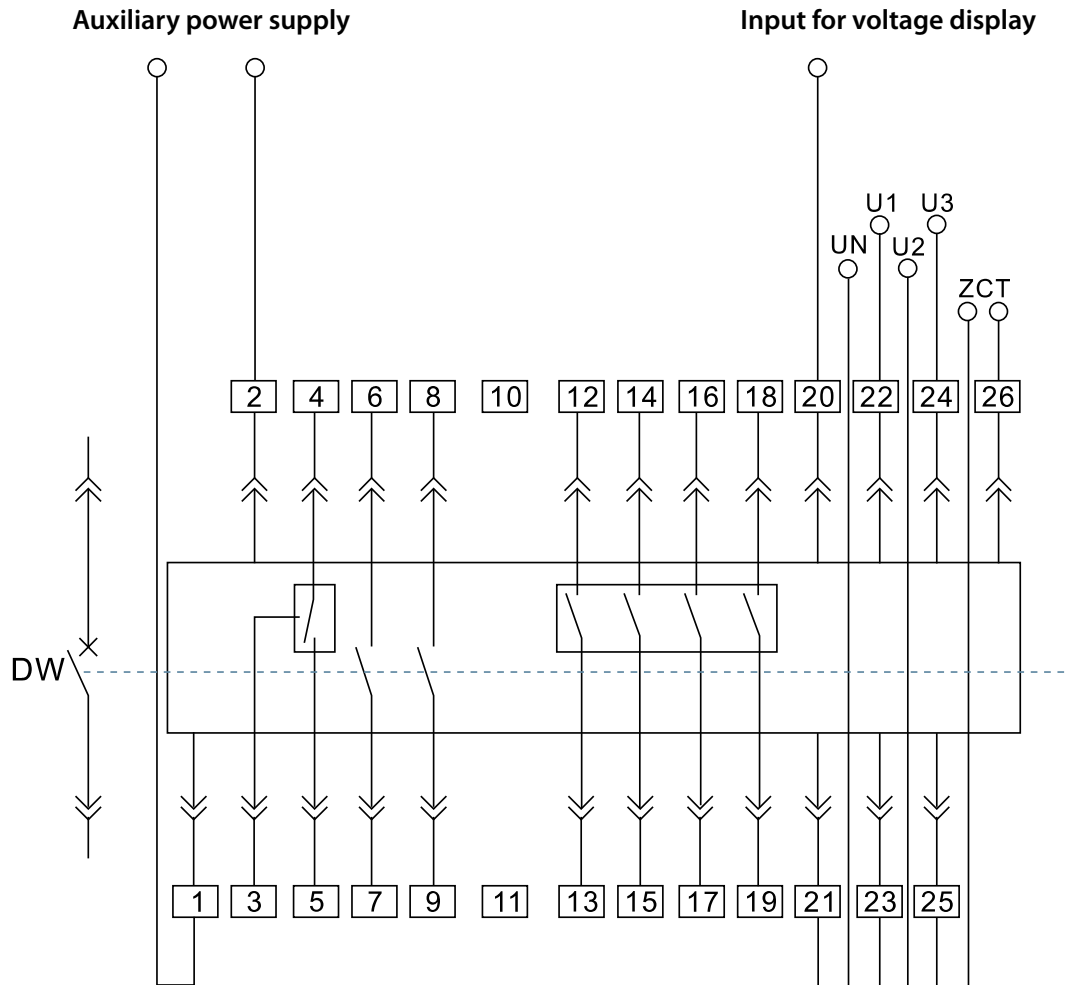 Auxiliary power supply Input for voltage display
U1 U3
UN U2
ZCT
2 4 6 8 10 12 14 16 18 20 22 24 26
DW
1 3 5 7 9 11 13 15 17 19 21 23 25